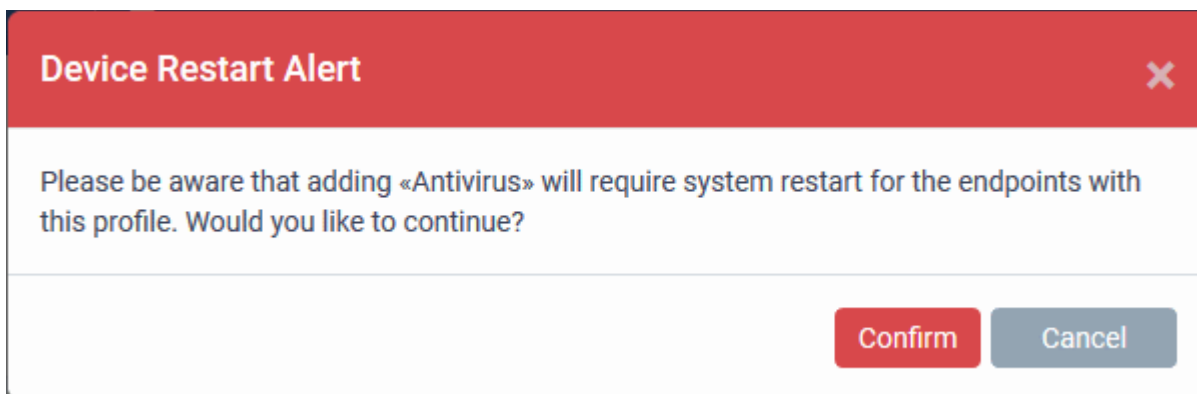 Device Restart Alert
Please be aware that adding «Antivirus» will require system restart for the endpoints with
this profile. Would you like to continue?
Confirm
Cancel